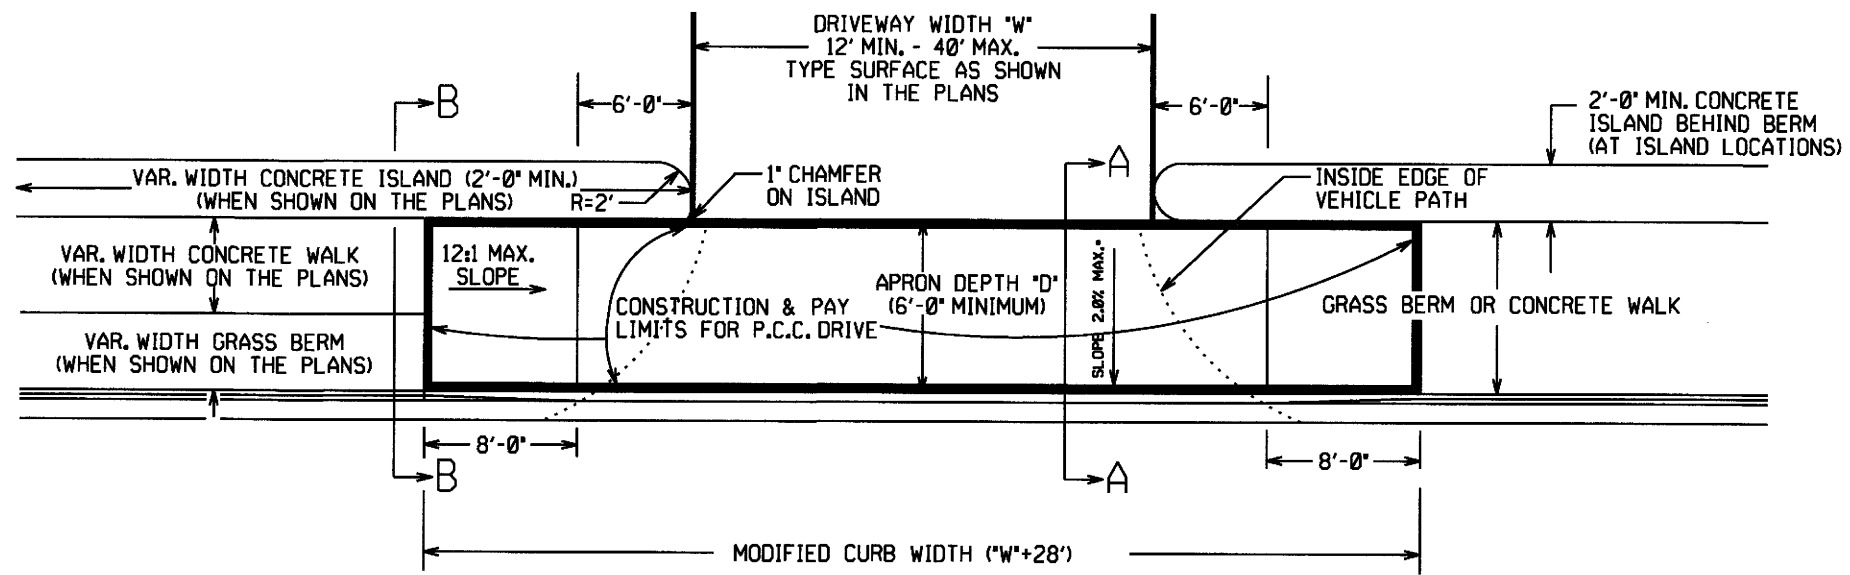 DRIVEWAY WIDTH "W"
12' MIN. - 40' MAX.
TYPE SURFACE AS SHOWN
IN THE PLANS
B
6'-0"
6'-0"
2'-0" MIN. CONCRETE
ISLAND BEHIND BERM
(AT ISLAND LOCATIONS)
A
VAR. WIDTH CONCRETE ISLAND (2'-0" MIN.)
(WHEN SHOWN ON THE PLANS)
R=2'
1" CHAMFER
ON ISLAND
INSIDE EDGE OF
VEHICLE PATH
VAR. WIDTH CONCRETE WALK
(WHEN SHOWN ON THE PLANS)
12:1 MAX.
SLOPE
CONSTRUCTION & PAY
LIMITS FOR P.C.C. DRIVE
APRON DEPTH "D"
(6'-0" MINIMUM)
SLOPE 2.0% MAX.
GRASS BERM OR CONCRETE WALK
VAR. WIDTH GRASS BERM
(WHEN SHOWN ON THE PLANS)
8'-0"
8'-0"
B
A
MODIFIED CURB WIDTH ("W"+28')